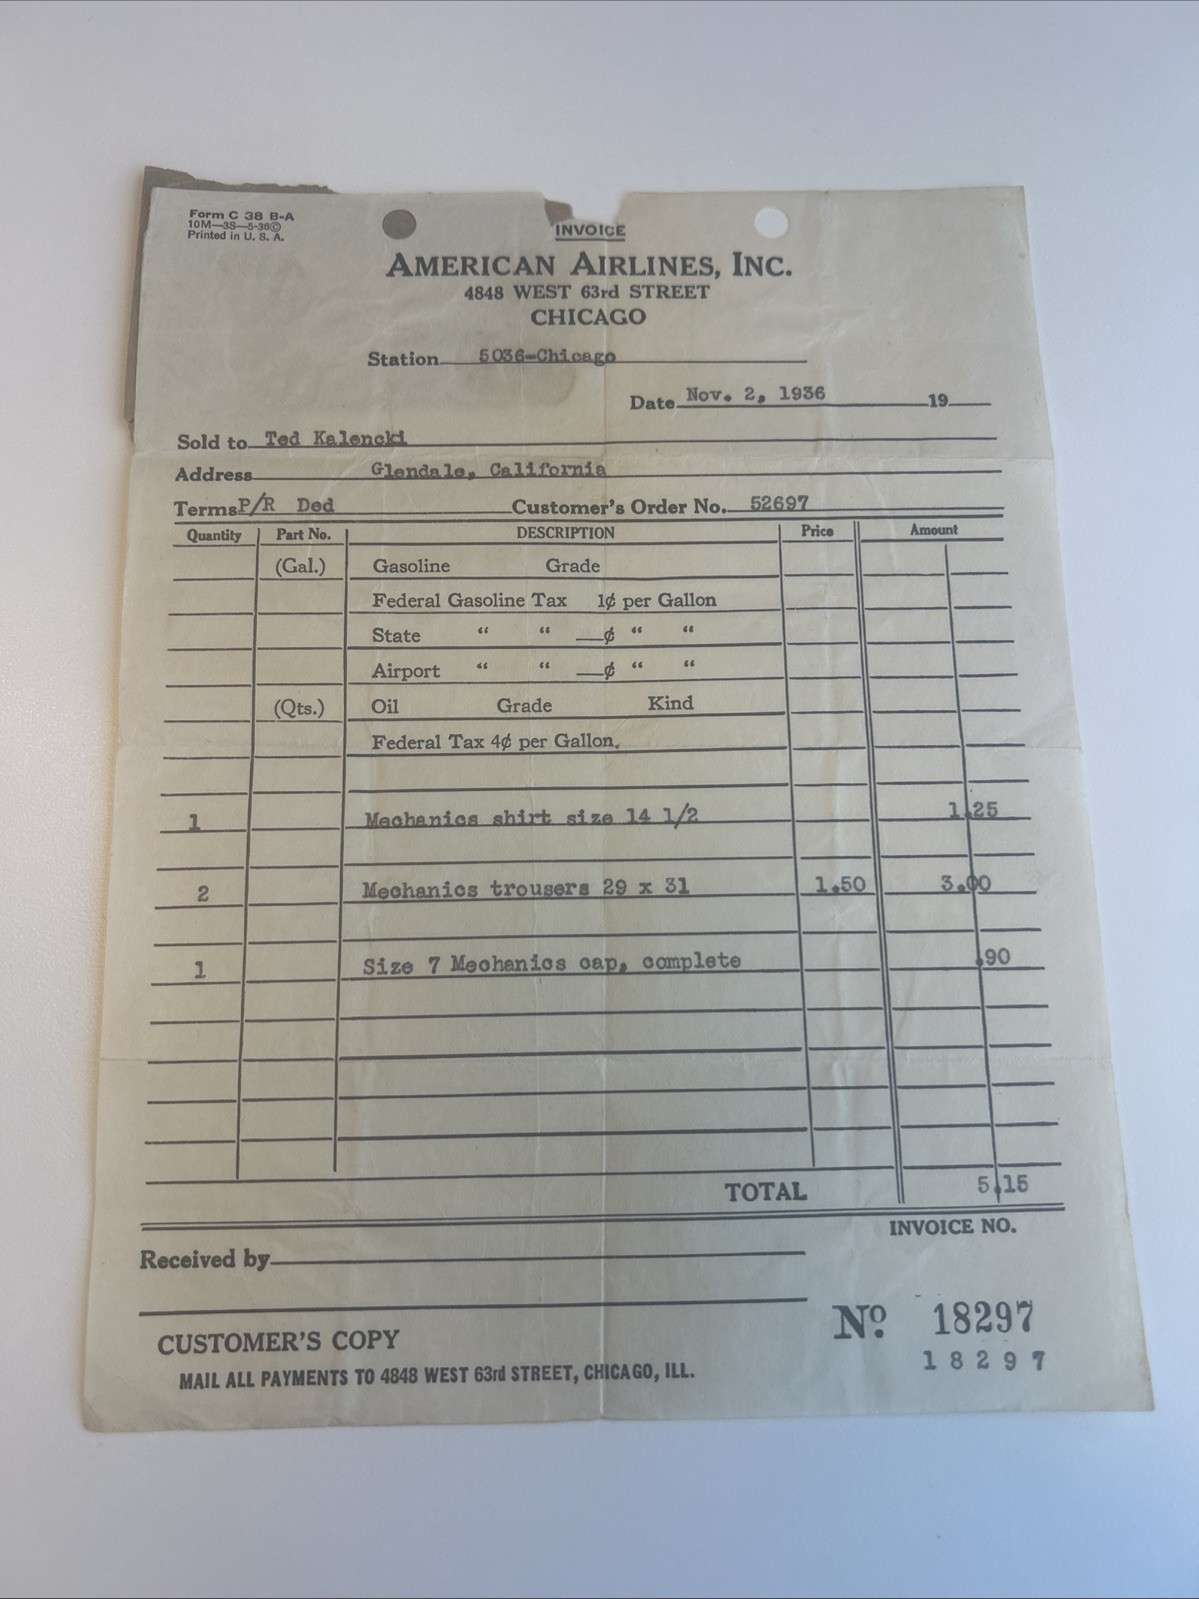 Form C 38 B-A
10M—3S—5-36©
Printed in U. S. A.
INVOICE
AMERICAN AIRLINES, INC.
4848 WEST 63rd STREET
CHICAGO
Station 5036-Chicago
Date Nov. 2, 1936 19
Sold to Ted Kalencki
Address Glendale, California
Terms P/R Ded Customer's Order No. 52697
Quantity Part No. DESCRIPTION Price Amount
(Gal.) Gasoline Grade
Federal Gasoline Tax 1¢ per Gallon
State “ “ —¢ “ “
Airport “ “ —¢ “ “
(Qts.) Oil Grade Kind
Federal Tax 4¢ per Gallon.
1 Mechanics shirt size 14 1/2 1.25
2 Mechanics trousers 29 x 31 1.50 3.00
1 Size 7 Mechanics cap, complete .90
TOTAL 5.15
INVOICE NO.
Received by
Nº 18297
18297
CUSTOMER'S COPY
MAIL ALL PAYMENTS TO 4848 WEST 63rd STREET, CHICAGO, ILL.